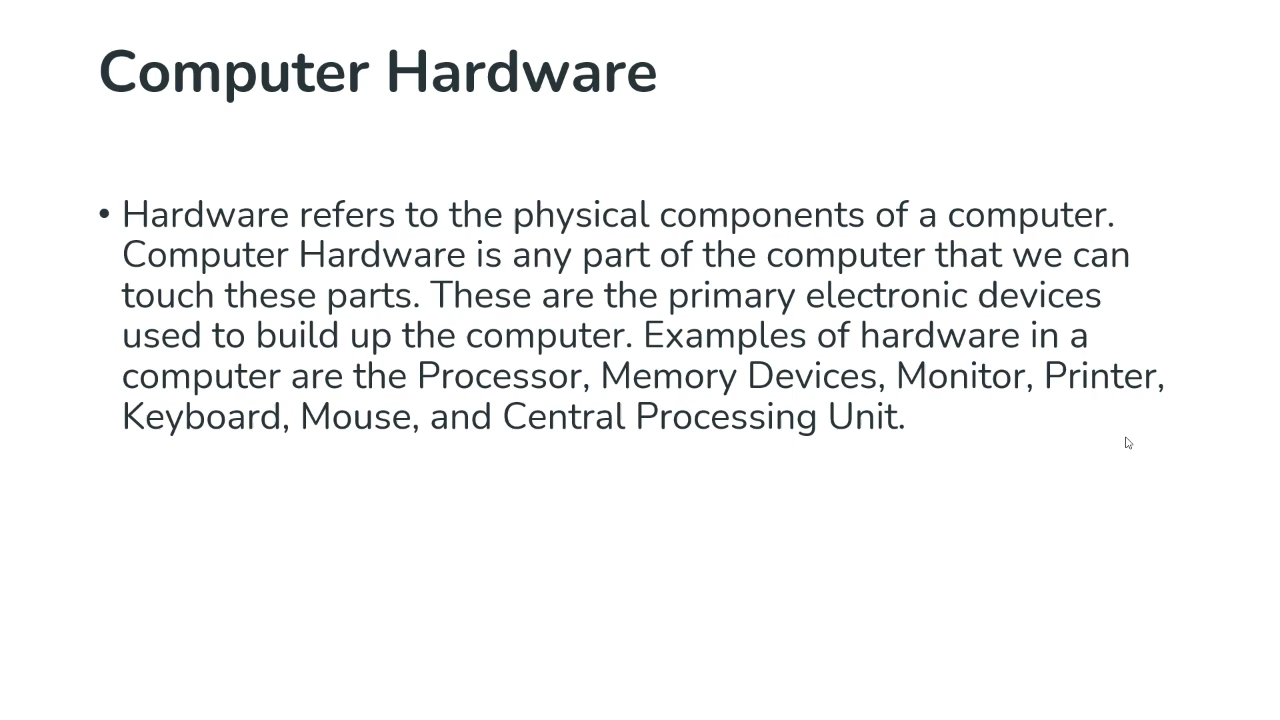 Computer Hardware
• Hardware refers to the physical components of a computer.
Computer Hardware is any part of the computer that we can
touch these parts. These are the primary electronic devices
used to build up the computer. Examples of hardware in a
computer are the Processor, Memory Devices, Monitor, Printer,
Keyboard, Mouse, and Central Processing Unit.